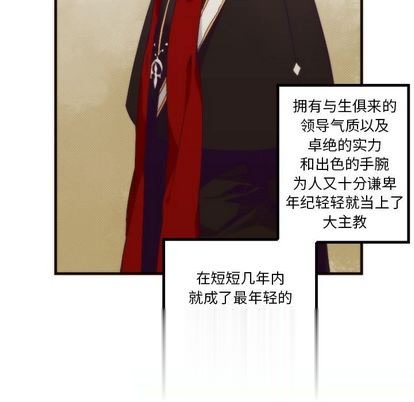 拥有与生俱来的
领导气质以及
卓绝的实力
和出色的手腕
为人又十分谦卑
年纪轻轻就当上了
大主教
在短短几年内
就成了最年轻的